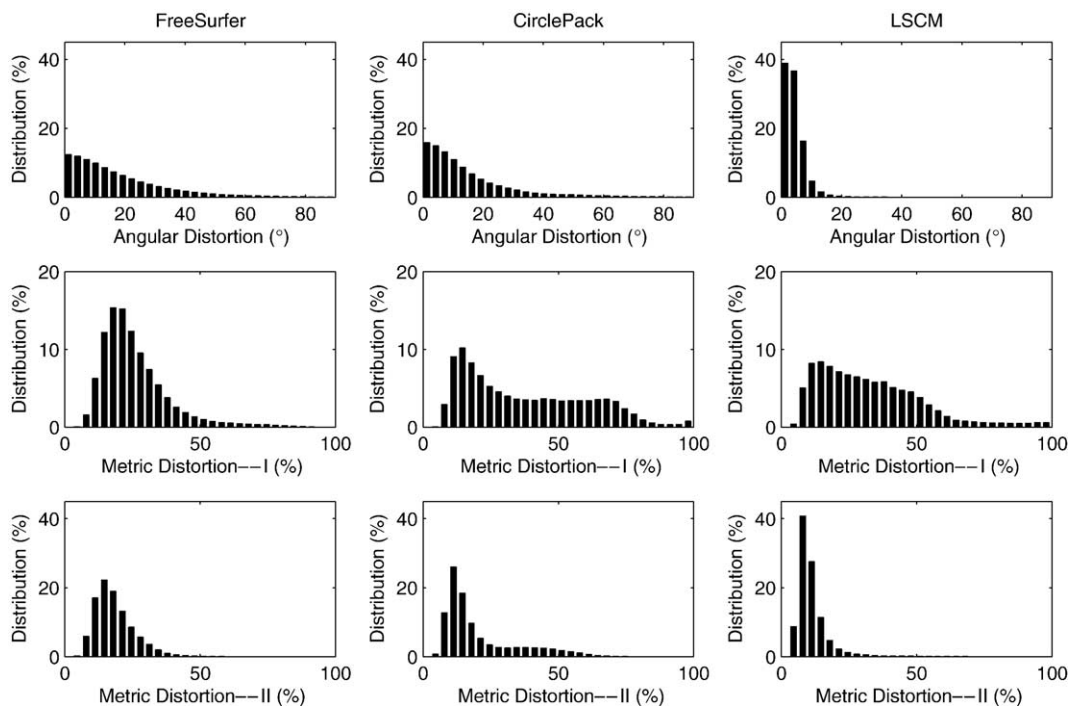 FreeSurfer CirclePack LSCM
Distribution (%) Distribution (%) Distribution (%)
40 40 40
20 20 20
0 0 0
0 20 40 60 80 0 20 40 60 80 0 20 40 60 80
Angular Distortion (°) Angular Distortion (°) Angular Distortion (°)
Distribution (%) Distribution (%) Distribution (%)
20 20 20
10 10 10
0 0 0
0 50 100 0 50 100 0 50 100
Metric Distortion--I (%) Metric Distortion--I (%) Metric Distortion--I (%)
Distribution (%) Distribution (%) Distribution (%)
40 40 40
20 20 20
0 0 0
0 50 100 0 50 100 0 50 100
Metric Distortion--II (%) Metric Distortion--II (%) Metric Distortion--II (%)